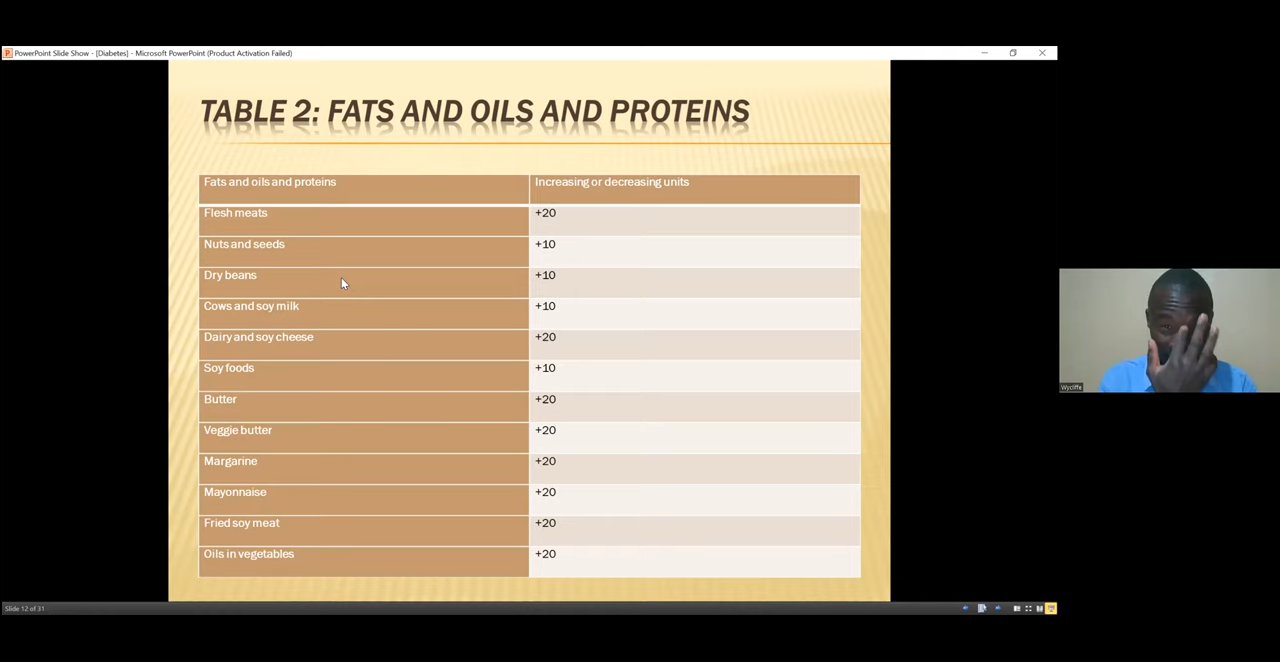 PowerPoint Slide Show - [Diabetes] - Microsoft PowerPoint (Product Activation Failed)
TABLE 2: FATS AND OILS AND PROTEINS
Fats and oils and proteins Increasing or decreasing units
Flesh meats +20
Nuts and seeds +10
Dry beans +10
Cows and soy milk +10
Dairy and soy cheese +20
Soy foods +10
Butter +20
Veggie butter +20
Margarine +20
Mayonnaise +20
Fried soy meat +20
Oils in vegetables +20
Wycliffe
Slide 12 of 31